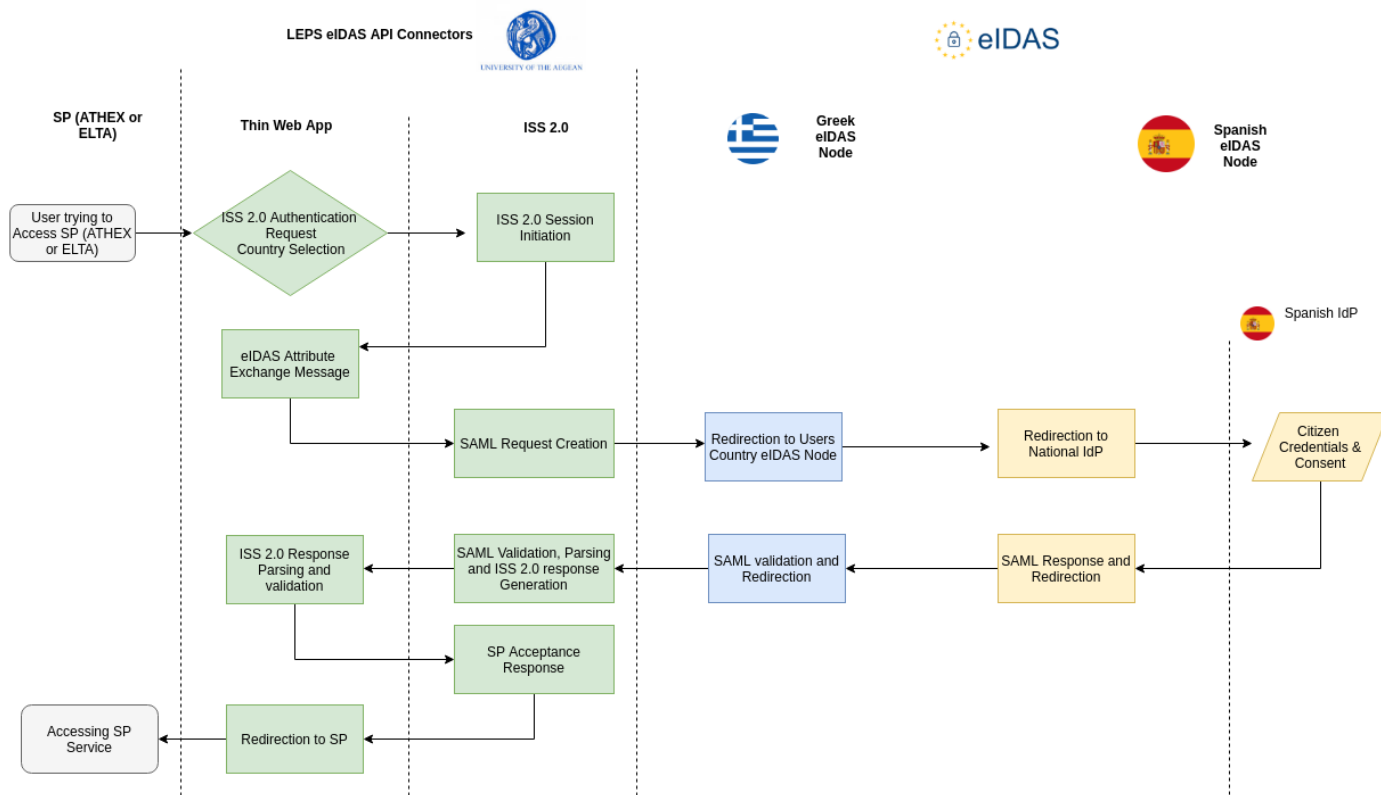 LEPS eIDAS API Connectors
UNIVERSITY OF THE AEGEAN
eIDAS
SP (ATHEX or
ELTA)
Thin Web App
ISS 2.0
Greek
eIDAS
Node
Spanish
eIDAS
Node
User trying to
Access SP (ATHEX
or ELTA)
ISS 2.0 Authentication
Request
Country Selection
ISS 2.0 Session
Initiation
Spanish IdP
eIDAS Attribute
Exchange Message
SAML Request Creation
Redirection to Users
Country eIDAS Node
Redirection to
National IdP
Citizen
Credentials &
Consent
ISS 2.0 Response
Parsing and
validation
SAML Validation, Parsing
and ISS 2.0 response
Generation
SAML validation and
Redirection
SAML Response and
Redirection
SP Acceptance
Response
Accessing SP
Service
Redirection to SP